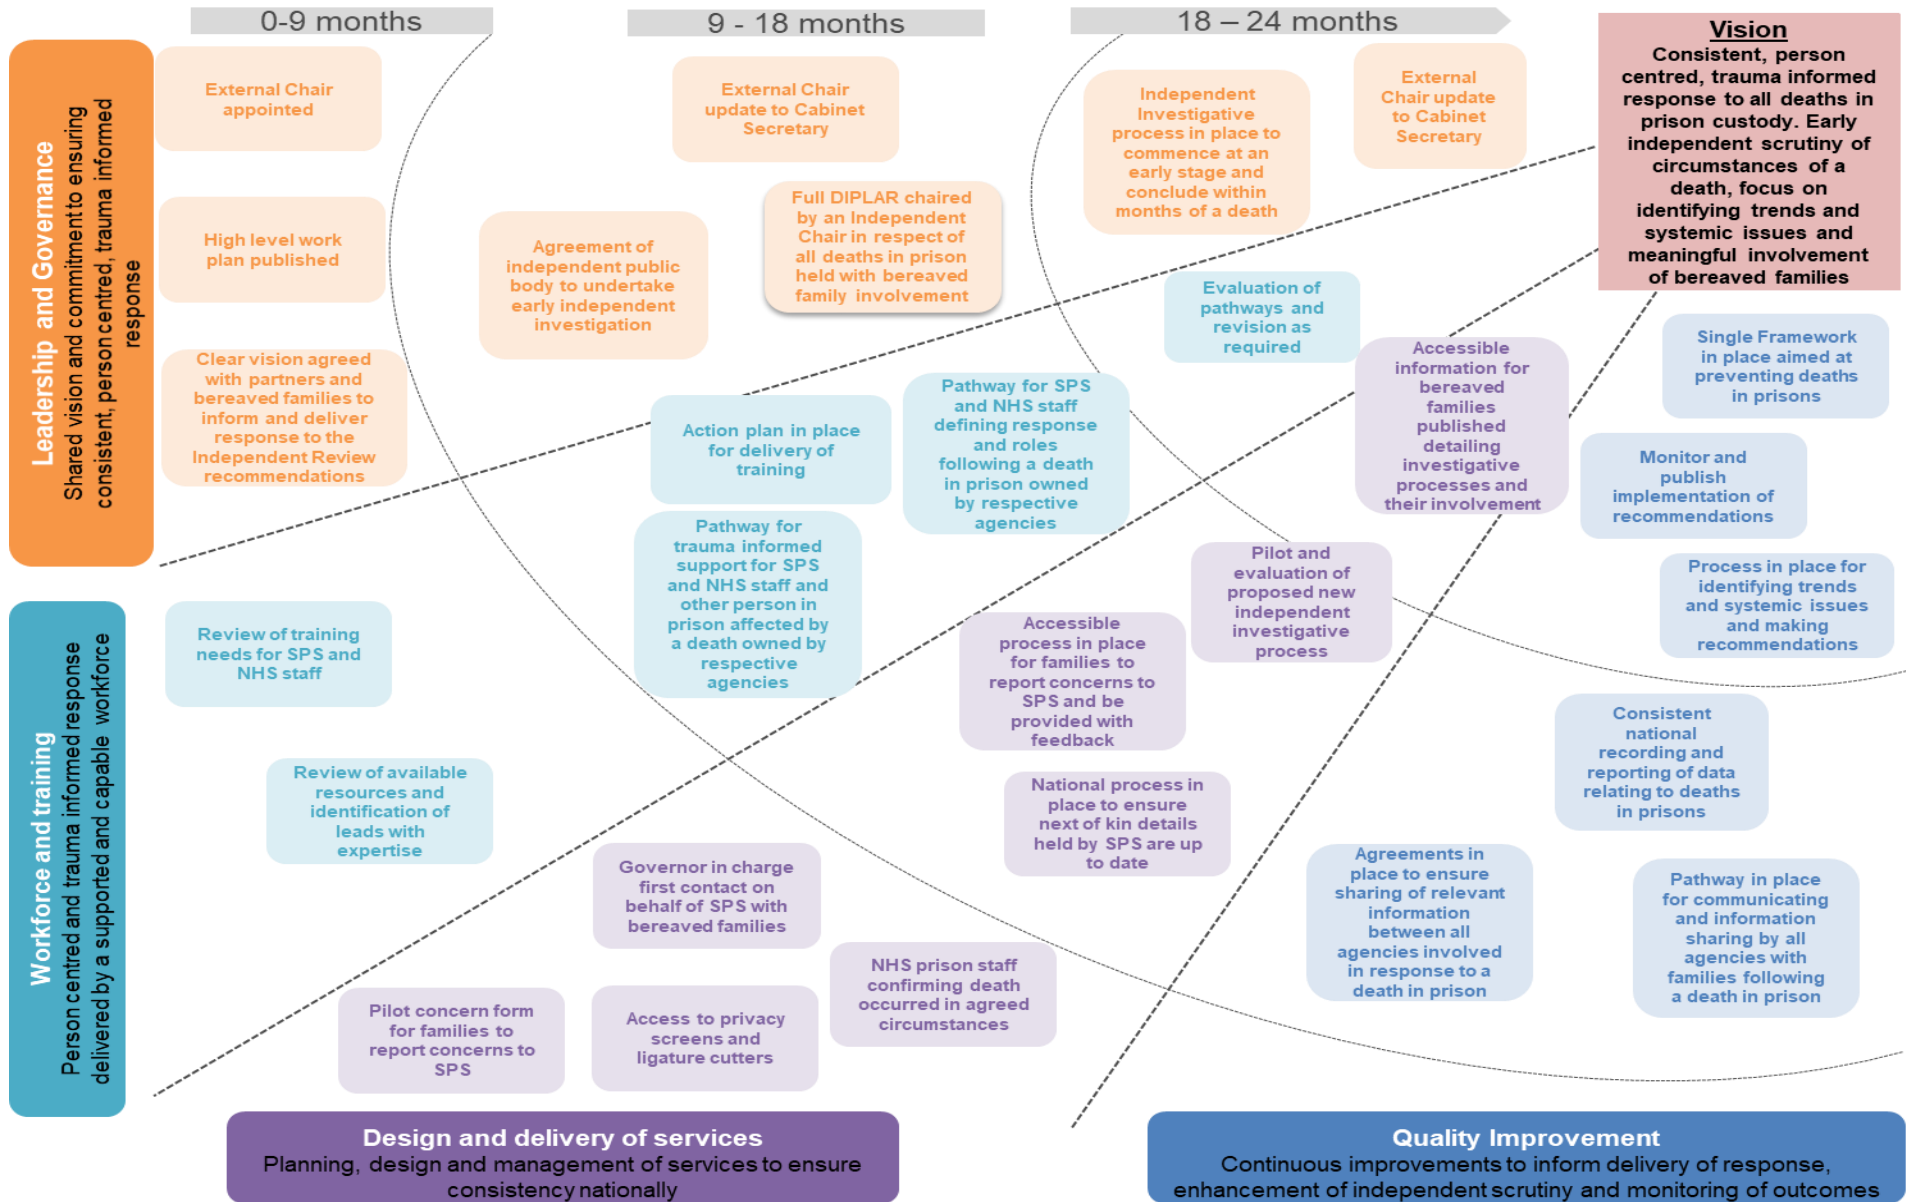 0-9 months
9 - 18 months
18 – 24 months
Vision
Consistent, person
centred, trauma informed
response to all deaths in
prison custody. Early
independent scrutiny of
circumstances of a
death, focus on
identifying trends and
systemic issues and
meaningful involvement
of bereaved families
Leadership and Governance
Shared vision and commitment to ensuring
consistent, person centred, trauma informed
response
External Chair
appointed
High level work
plan published
Clear vision agreed
with partners and
bereaved families to
inform and deliver
response to the
Independent Review
recommendations
External Chair
update to Cabinet
Secretary
Agreement of
independent public
body to undertake
early independent
investigation
Full DIPLAR chaired
by an Independent
Chair in respect of
all deaths in prison
held with bereaved
family involvement
Independent
Investigative
process in place to
commence at an
early stage and
conclude within
months of a death
External
Chair update
to Cabinet
Secretary
Workforce and training
Person centred and trauma informed response
delivered by a supported and capable workforce
Review of training
needs for SPS and
NHS staff
Review of available
resources and
identification of
leads with
expertise
Action plan in place
for delivery of
training
Pathway for
trauma informed
support for SPS
and NHS staff and
other person in
prison affected by
a death owned by
respective
agencies
Pathway for SPS
and NHS staff
defining response
and roles
following a death
in prison owned
by respective
agencies
Evaluation of
pathways and
revision as
required
Pilot concern form
for families to
report concerns to
SPS
Governor in charge
first contact on
behalf of SPS with
bereaved families
Access to privacy
screens and
ligature cutters
NHS prison staff
confirming death
occurred in agreed
circumstances
Accessible
process in place
for families to
report concerns to
SPS and be
provided with
feedback
National process in
place to ensure
next of kin details
held by SPS are up
to date
Pilot and
evaluation of
proposed new
independent
investigative
process
Accessible
information for
bereaved
families
published
detailing
investigative
processes and
their involvement
Single Framework
in place aimed at
preventing deaths
in prisons
Monitor and
publish
implementation of
recommendations
Process in place for
identifying trends
and systemic issues
and making
recommendations
Consistent
national
recording and
reporting of data
relating to deaths
in prisons
Agreements in
place to ensure
sharing of relevant
information
between all
agencies involved
in response to a
death in prison
Pathway in place
for communicating
and information
sharing by all
agencies with
families following
a death in prison
Design and delivery of services
Planning, design and management of services to ensure
consistency nationally
Quality Improvement
Continuous improvements to inform delivery of response,
enhancement of independent scrutiny and monitoring of outcomes